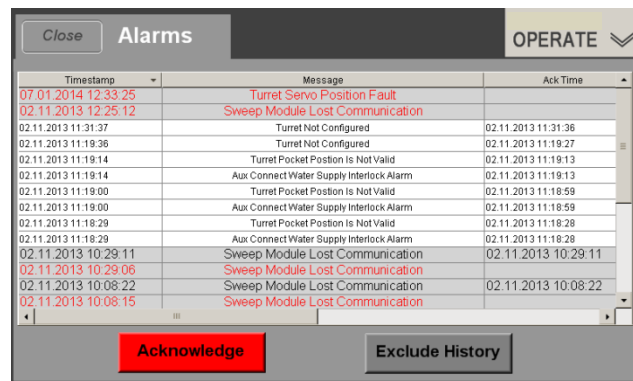 Close
Alarms
OPERATE
Timestamp Message Ack Time
07.01.2014 12:33:25 Turret Servo Position Fault
02.11.2013 12:25:12 Sweep Module Lost Communication
02.11.2013 11:31:37 Turret Not Configured 02.11.2013 11:31:36
02.11.2013 11:19:36 Turret Not Configured 02.11.2013 11:19:27
02.11.2013 11:19:14 Turret Pocket Postion Is Not Valid 02.11.2013 11:19:13
02.11.2013 11:19:14 Aux Connect Water Supply Interlock Alarm 02.11.2013 11:19:13
02.11.2013 11:19:00 Turret Pocket Postion Is Not Valid 02.11.2013 11:18:59
02.11.2013 11:19:00 Aux Connect Water Supply Interlock Alarm 02.11.2013 11:18:59
02.11.2013 11:18:29 Turret Pocket Postion Is Not Valid 02.11.2013 11:18:28
02.11.2013 11:18:29 Aux Connect Water Supply Interlock Alarm 02.11.2013 11:18:28
02.11.2013 10:29:11 Sweep Module Lost Communication 02.11.2013 10:29:11
02.11.2013 10:29:06 Sweep Module Lost Communication
02.11.2013 10:08:22 Sweep Module Lost Communication 02.11.2013 10:08:22
02.11.2013 10:08:15 Sweep Module Lost Communication
Acknowledge
Exclude History